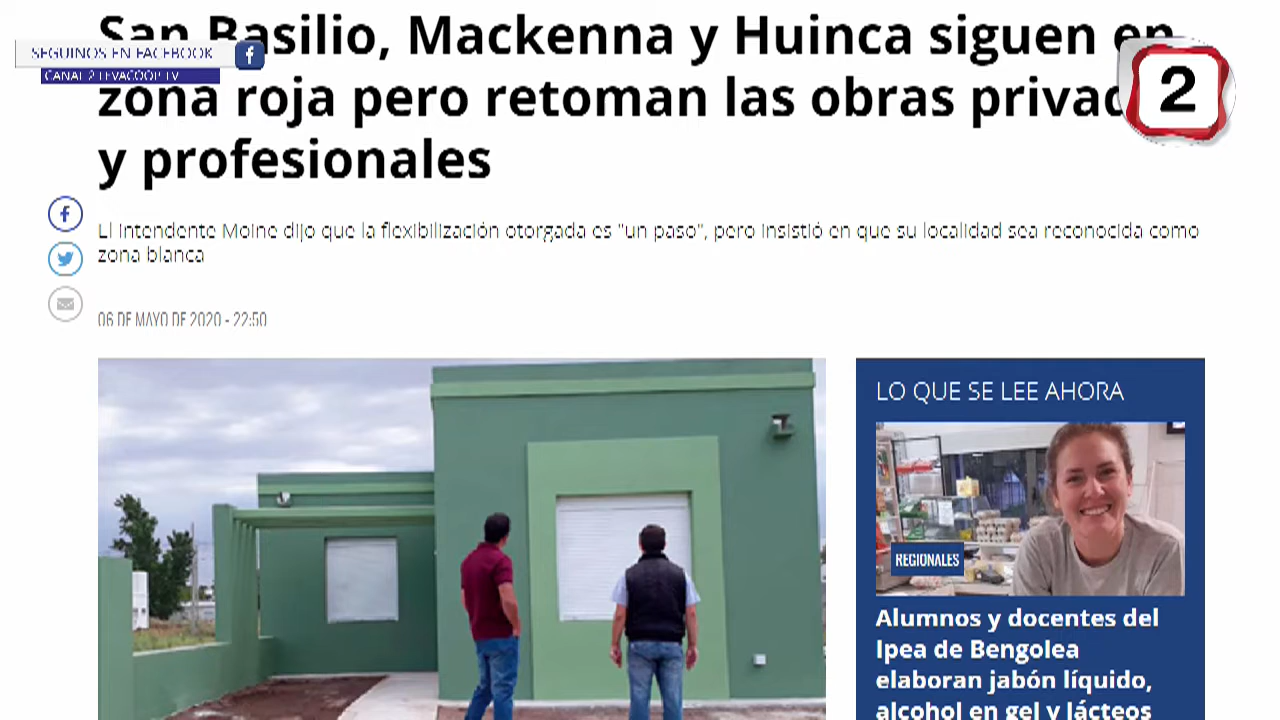 San Basilio, Mackenna y Huinca siguen en
SEGUINOS EN FACEBOOK
CANAL 2 LEVACOOP TV
zona roja pero retoman las obras
y profesionales
2
El intendente Moine dijo que la flexibilización otorgada es "un paso", pero insistió en que su localidad sea reconocida como
zona blanca
06 DE MAYO DE 2020 - 22:50
LO QUE SE LEE AHORA
REGIONALES
Alumnos y docentes del
Ipea de Bengolea
elaboran jabón líquido,
alcohol en gel y lácteos